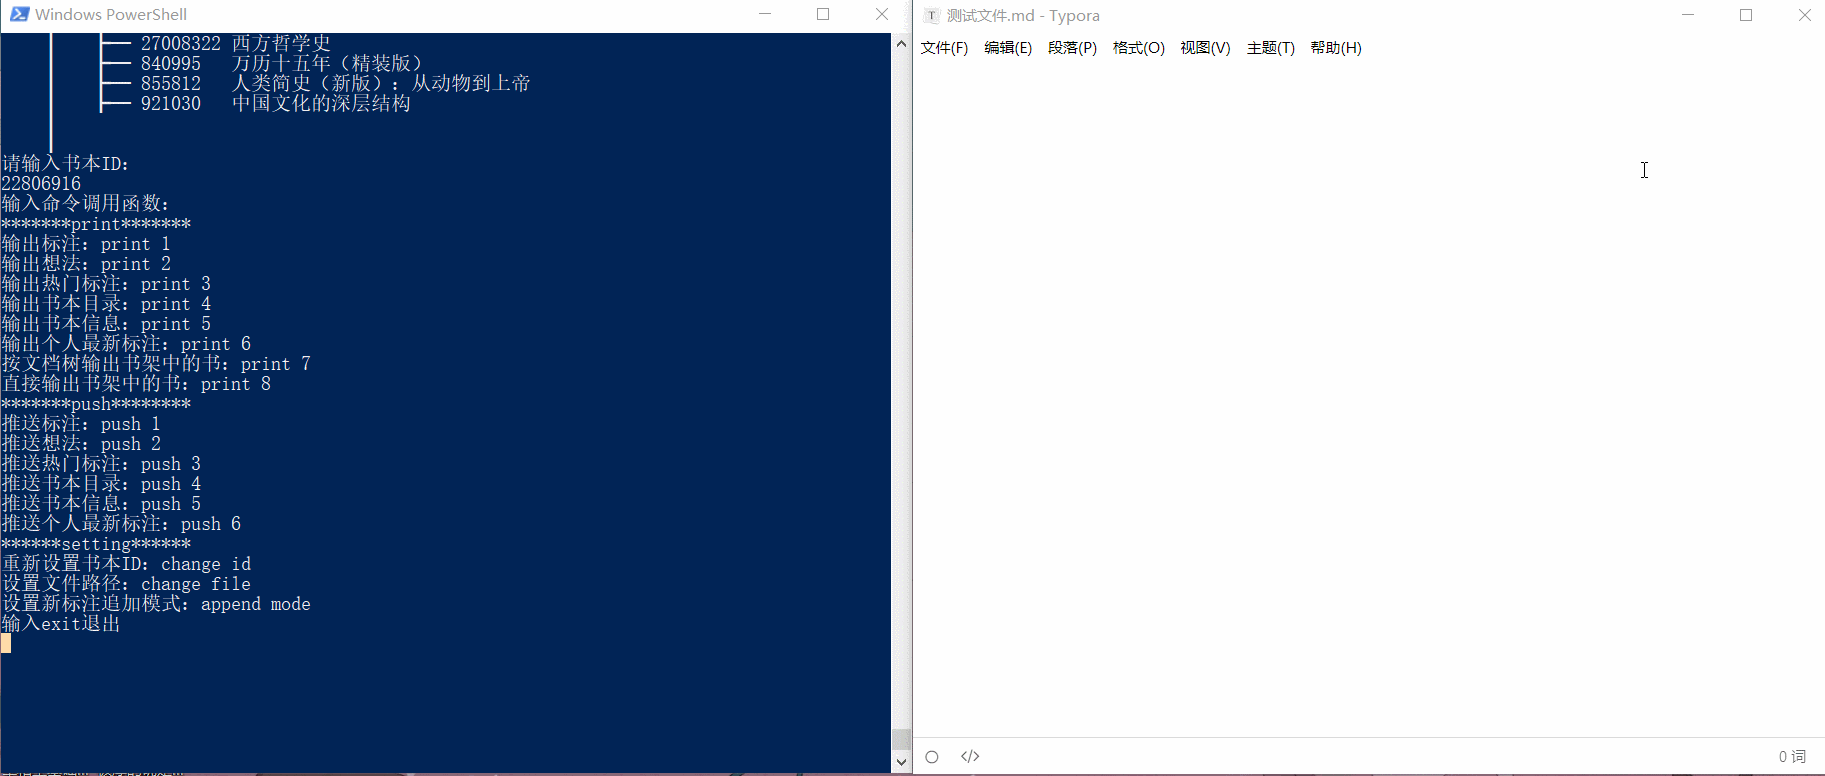 Windows PowerShell
├── 27008322 西方哲学史
├── 840995 万历十五年（精装版）
├── 855812 人类简史（新版）：从动物到上帝
├── 921030 中国文化的深层结构
请输入书本ID：
22806916
输入命令调用函数：
*******print*******
输出标注：print 1
输出想法：print 2
输出热门标注：print 3
输出书本目录：print 4
输出书本信息：print 5
输出个人最新标注：print 6
按文档树输出书架中的书：print 7
直接输出书架中的书：print 8
*******push********
推送标注：push 1
推送想法：push 2
推送热门标注：push 3
推送书本目录：push 4
推送书本信息：push 5
推送个人最新标注：push 6
******setting******
重新设置书本ID：change id
设置文件路径：change file
设置新标注追加模式：append mode
输入exit退出
测试文件.md - Typora
文件(F) 编辑(E) 段落(P) 格式(O) 视图(V) 主题(T) 帮助(H)
</> 0 词